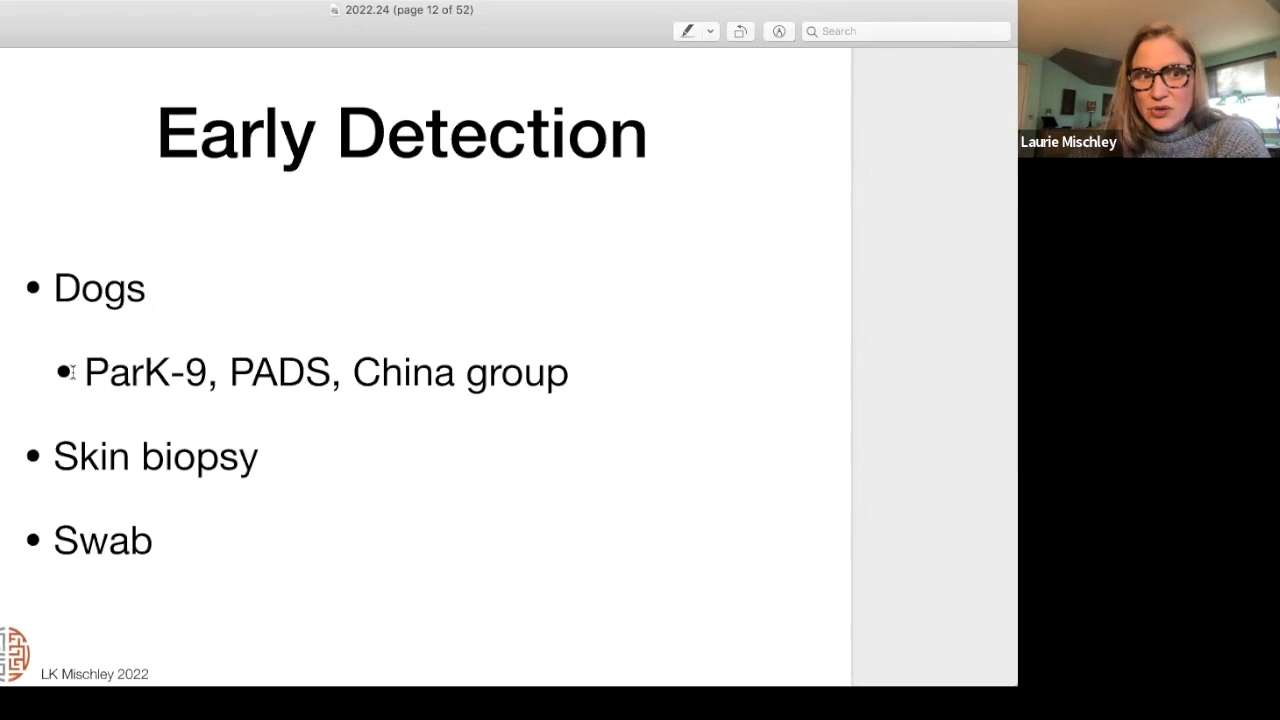 2022.24 (page 12 of 52)
Search
Early Detection
Laurie Mischley
• Dogs
• ParK-9, PADS, China group
• Skin biopsy
• Swab
LK Mischley 2022